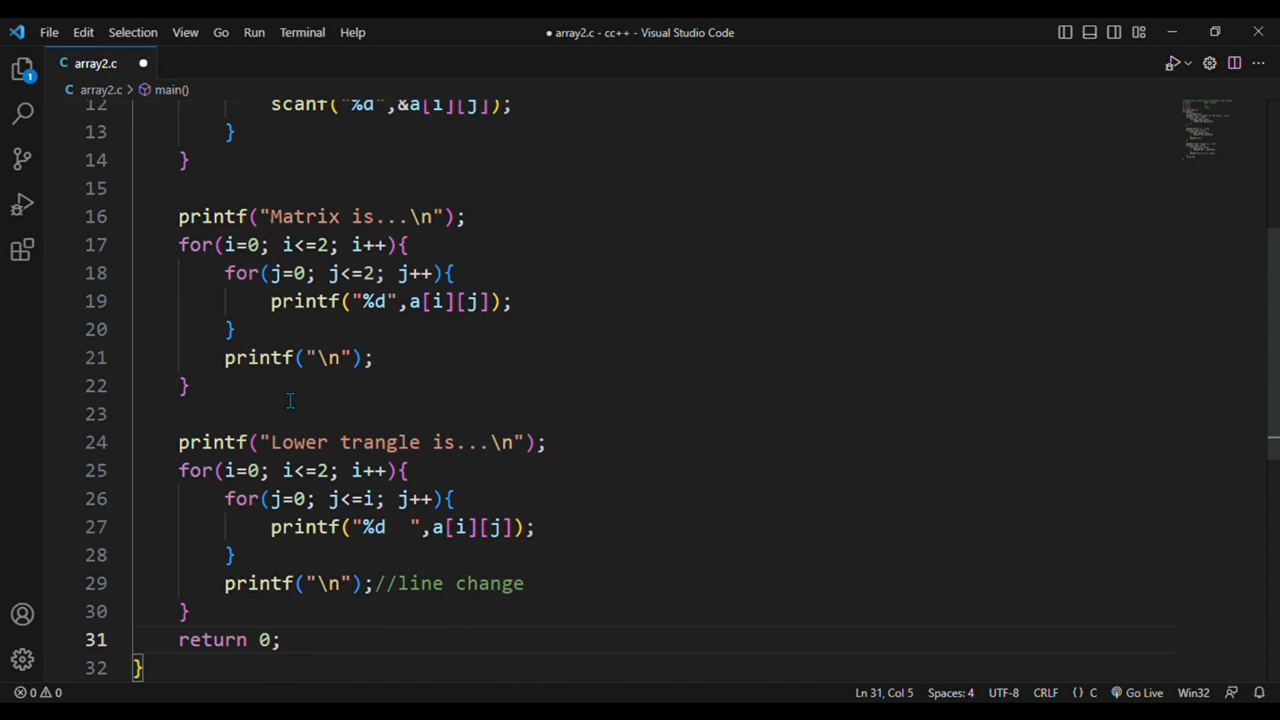 File Edit Selection View Go Run Terminal Help ● array2.c - cc++ - Visual Studio Code
C array2.c ●
C array2.c > main()
1
12 scanf("%d",&a[i][j]);
13 }
14 }
15
16 printf("Matrix is...\n");
17 for(i=0; i<=2; i++){
18 for(j=0; j<=2; j++){
19 printf("%d",a[i][j]);
20 }
21 printf("\n");
22 }
23
24 printf("Lower trangle is...\n");
25 for(i=0; i<=2; i++){
26 for(j=0; j<=i; j++){
27 printf("%d  ",a[i][j]);
28 }
29 printf("\n");//line change
30 }
31 return 0;
32 }
0 0 Ln 31, Col 5 Spaces: 4 UTF-8 CRLF { } C Go Live Win32